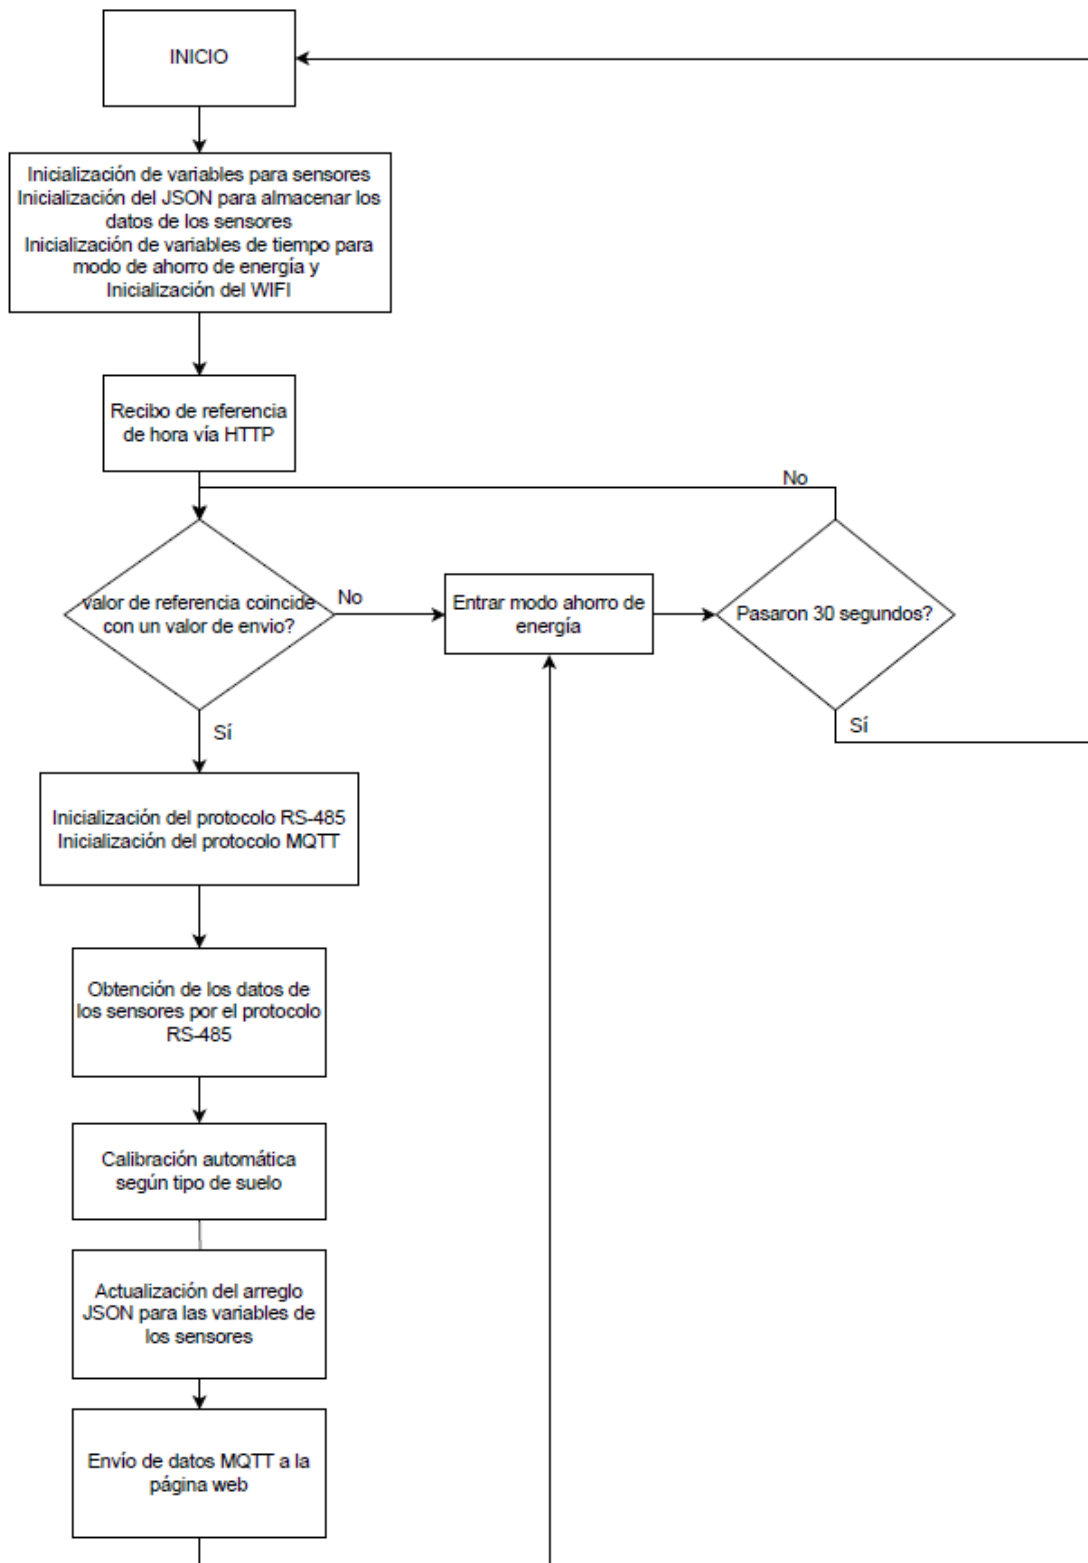 INICIO
Inicialización de variables para sensores
Inicialización del JSON para almacenar los
datos de los sensores
Inicialización de variables de tiempo para
modo de ahorro de energía y
Inicialización del WIFI
Recibo de referencia
de hora vía HTTP
No
valor de referencia coincide
con un valor de envio?
No
Entrar modo ahorro de
energía
Pasaron 30 segundos?
Sí
Sí
Inicialización del protocolo RS-485
Inicialización del protocolo MQTT
Obtención de los datos de
los sensores por el protocolo
RS-485
Calibración automática
según tipo de suelo
Actualización del arreglo
JSON para las variables de
los sensores
Envío de datos MQTT a la
página web